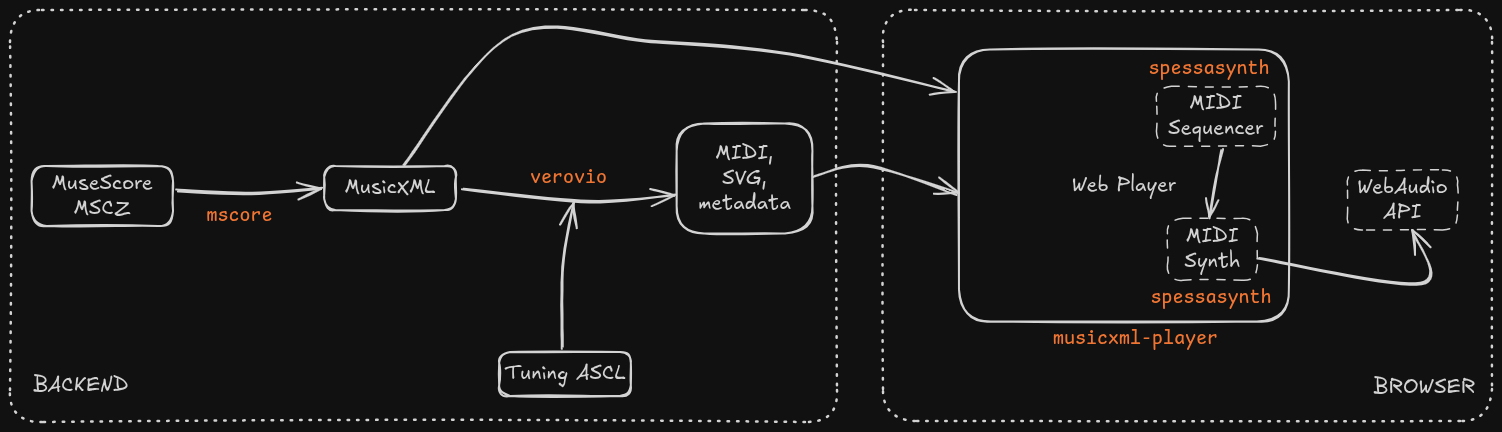 MuseScore
MSCZ
mscore
MusicXML
verovio
MIDI,
SVG,
metadata
Tuning ASCL
BACKEND
spessasynth
MIDI
Sequencer
Web Player
MIDI
Synth
spessasynth
musicxml-player
WebAudio
API
BROWSER